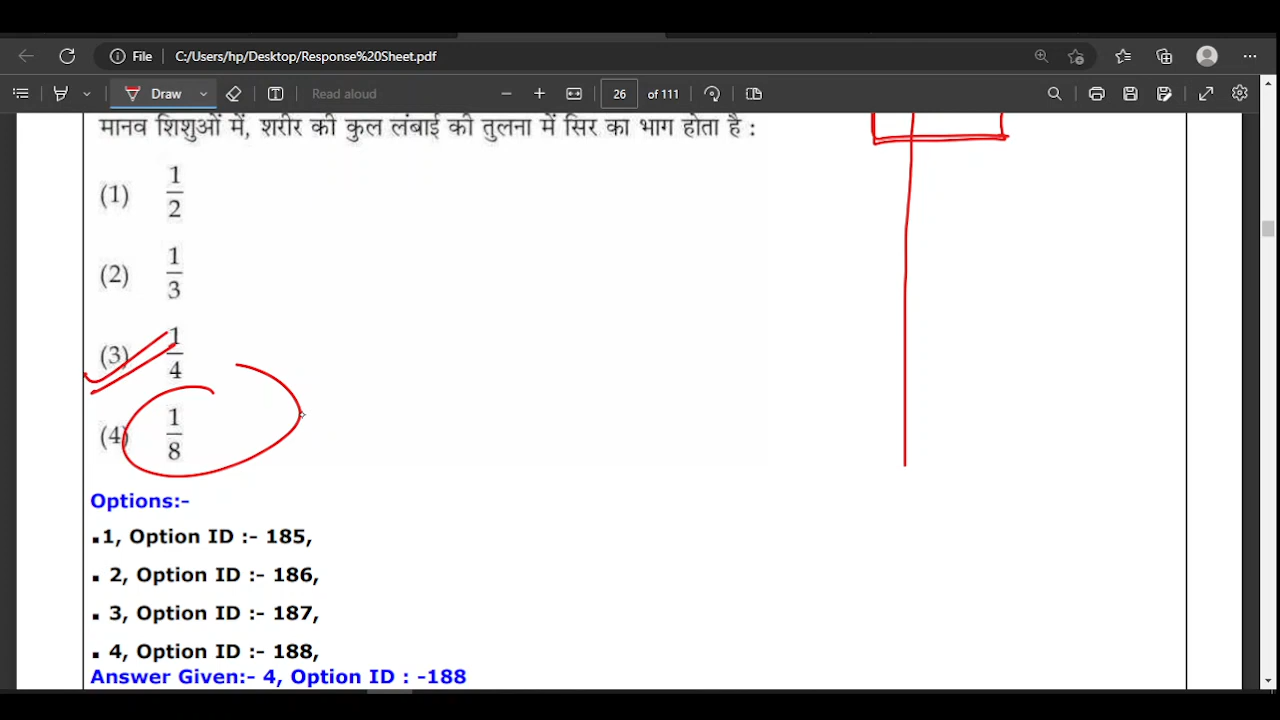 File C:/Users/hp/Desktop/Response%20Sheet.pdf
Draw Read aloud 26 of 111
मानव शिशुओं में, शरीर की कुल लंबाई की तुलना में सिर का भाग होता है :
(1) 1/2
(2) 1/3
(3) 1/4
(4) 1/8
Options:-
1, Option ID :- 185,
2, Option ID :- 186,
3, Option ID :- 187,
4, Option ID :- 188,
Answer Given:- 4, Option ID : -188